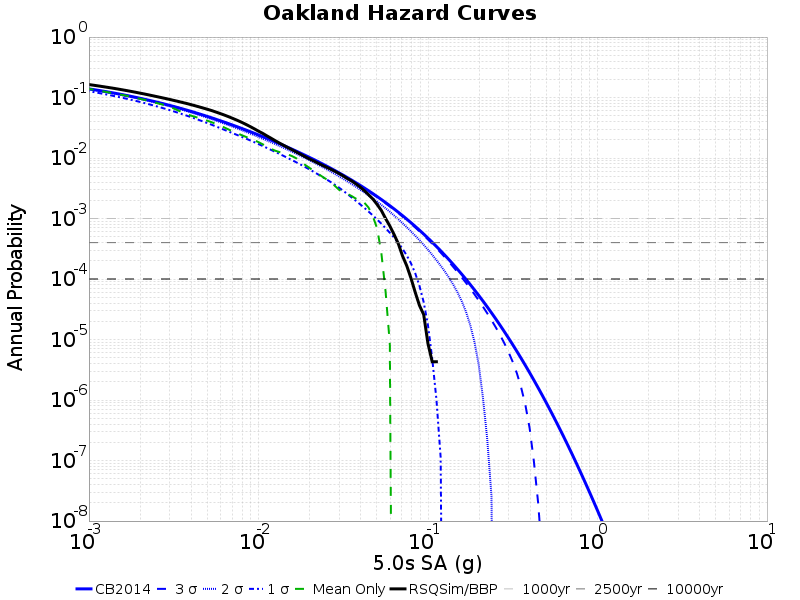 Oakland Hazard Curves
Annual Probability
10^0
10^-1
10^-2
10^-3
10^-4
10^-5
10^-6
10^-7
10^-8
10^-3 10^-2 10^-1 10^0 10^1
5.0s SA (g)
CB2014 3 σ 2 σ 1 σ Mean Only RSQSim/BBP 1000yr 2500yr 10000yr